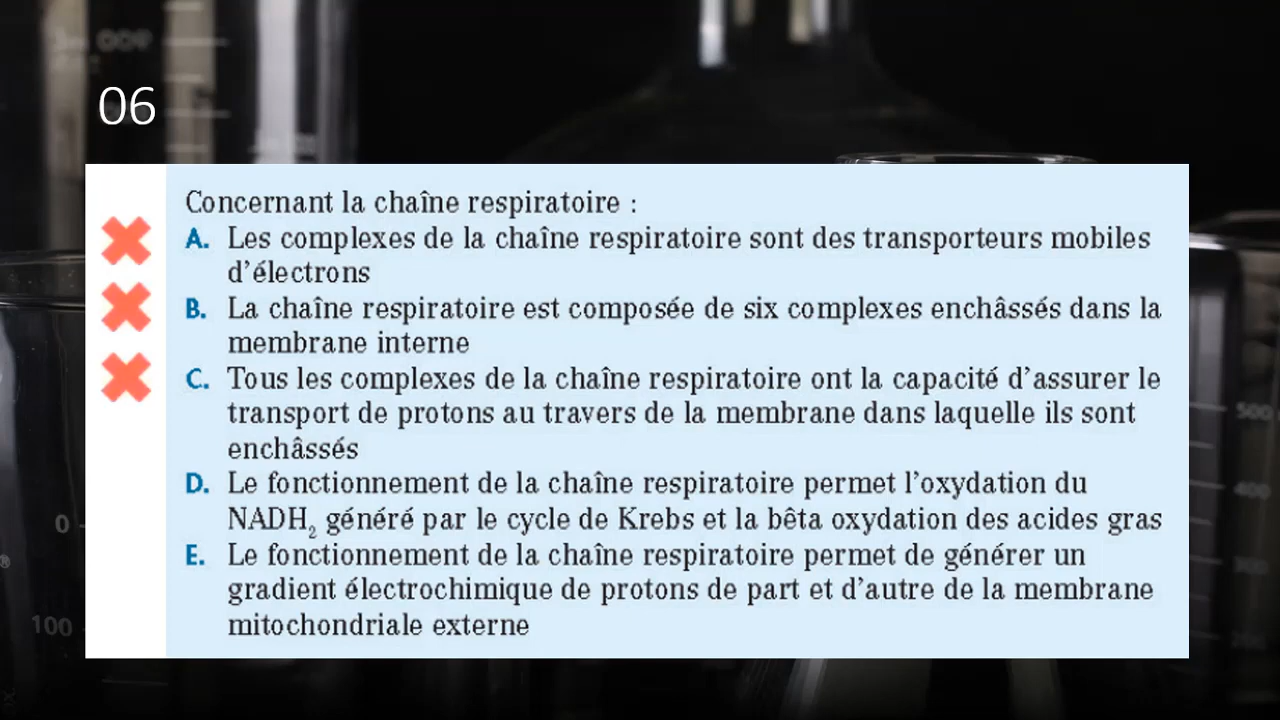 06
Concernant la chaîne respiratoire :
A. Les complexes de la chaîne respiratoire sont des transporteurs mobiles
d'électrons
B. La chaîne respiratoire est composée de six complexes enchâssés dans la
membrane interne
C. Tous les complexes de la chaîne respiratoire ont la capacité d'assurer le
transport de protons au travers de la membrane dans laquelle ils sont
enchâssés
D. Le fonctionnement de la chaîne respiratoire permet l'oxydation du
NADH₂ généré par le cycle de Krebs et la bêta oxydation des acides gras
E. Le fonctionnement de la chaîne respiratoire permet de générer un
gradient électrochimique de protons de part et d'autre de la membrane
mitochondriale externe
0
100
500
400